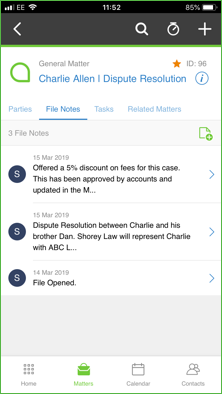 EE 11:52 85%
General Matter ID: 96
Charlie Allen | Dispute Resolution
Parties File Notes Tasks Related Matters
3 File Notes
15 Mar 2019
S
Offered a 5% discount on fees for this case.
This has been approved by accounts and
updated in the M...
15 Mar 2019
S
Dispute Resolution between Charlie and his
brother Dan. Shorey Law will represent Charlie
with ABC L...
14 Mar 2019
S
File Opened.
Home Matters Calendar Contacts